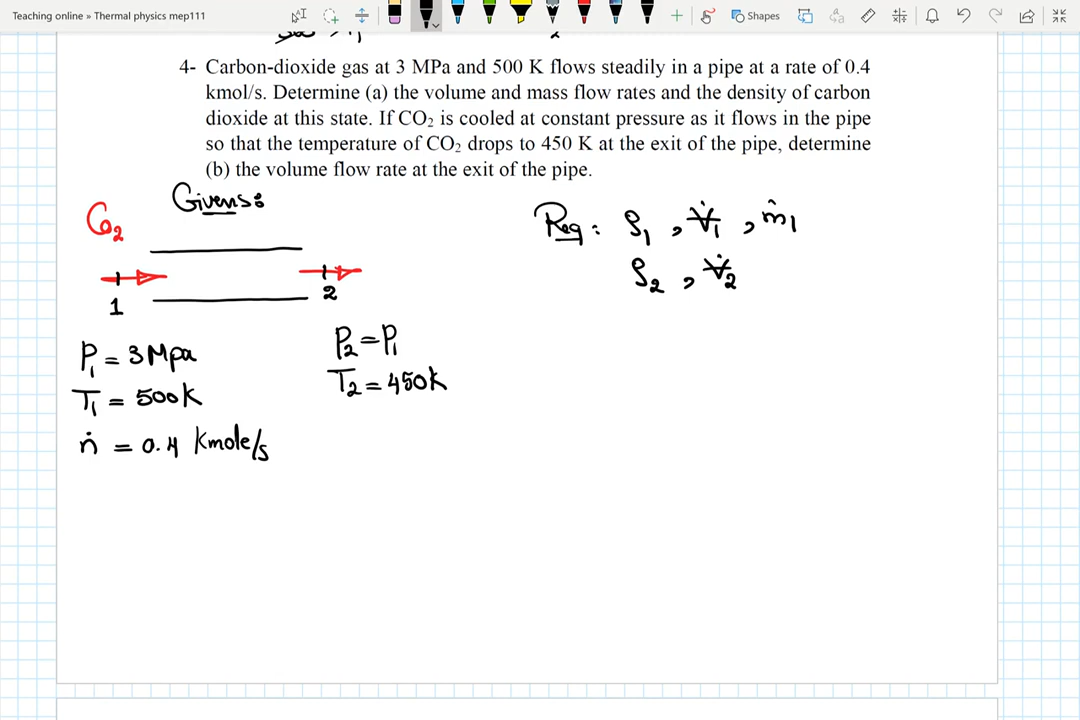 Teaching online » Thermal physics mep111
Shapes
4- Carbon-dioxide gas at 3 MPa and 500 K flows steadily in a pipe at a rate of 0.4
kmol/s. Determine (a) the volume and mass flow rates and the density of carbon
dioxide at this state. If CO₂ is cooled at constant pressure as it flows in the pipe
so that the temperature of CO₂ drops to 450 K at the exit of the pipe, determine
(b) the volume flow rate at the exit of the pipe.
Givens:
Co₂
Req : ρ₁ , V̇₁ , ṁ₁
ρ₂ , V̇₂
1
2
P₁ = 3 Mpa
P₂ = P₁
T₁ = 500k
T₂ = 450k
ṅ = 0.4 Kmole/s